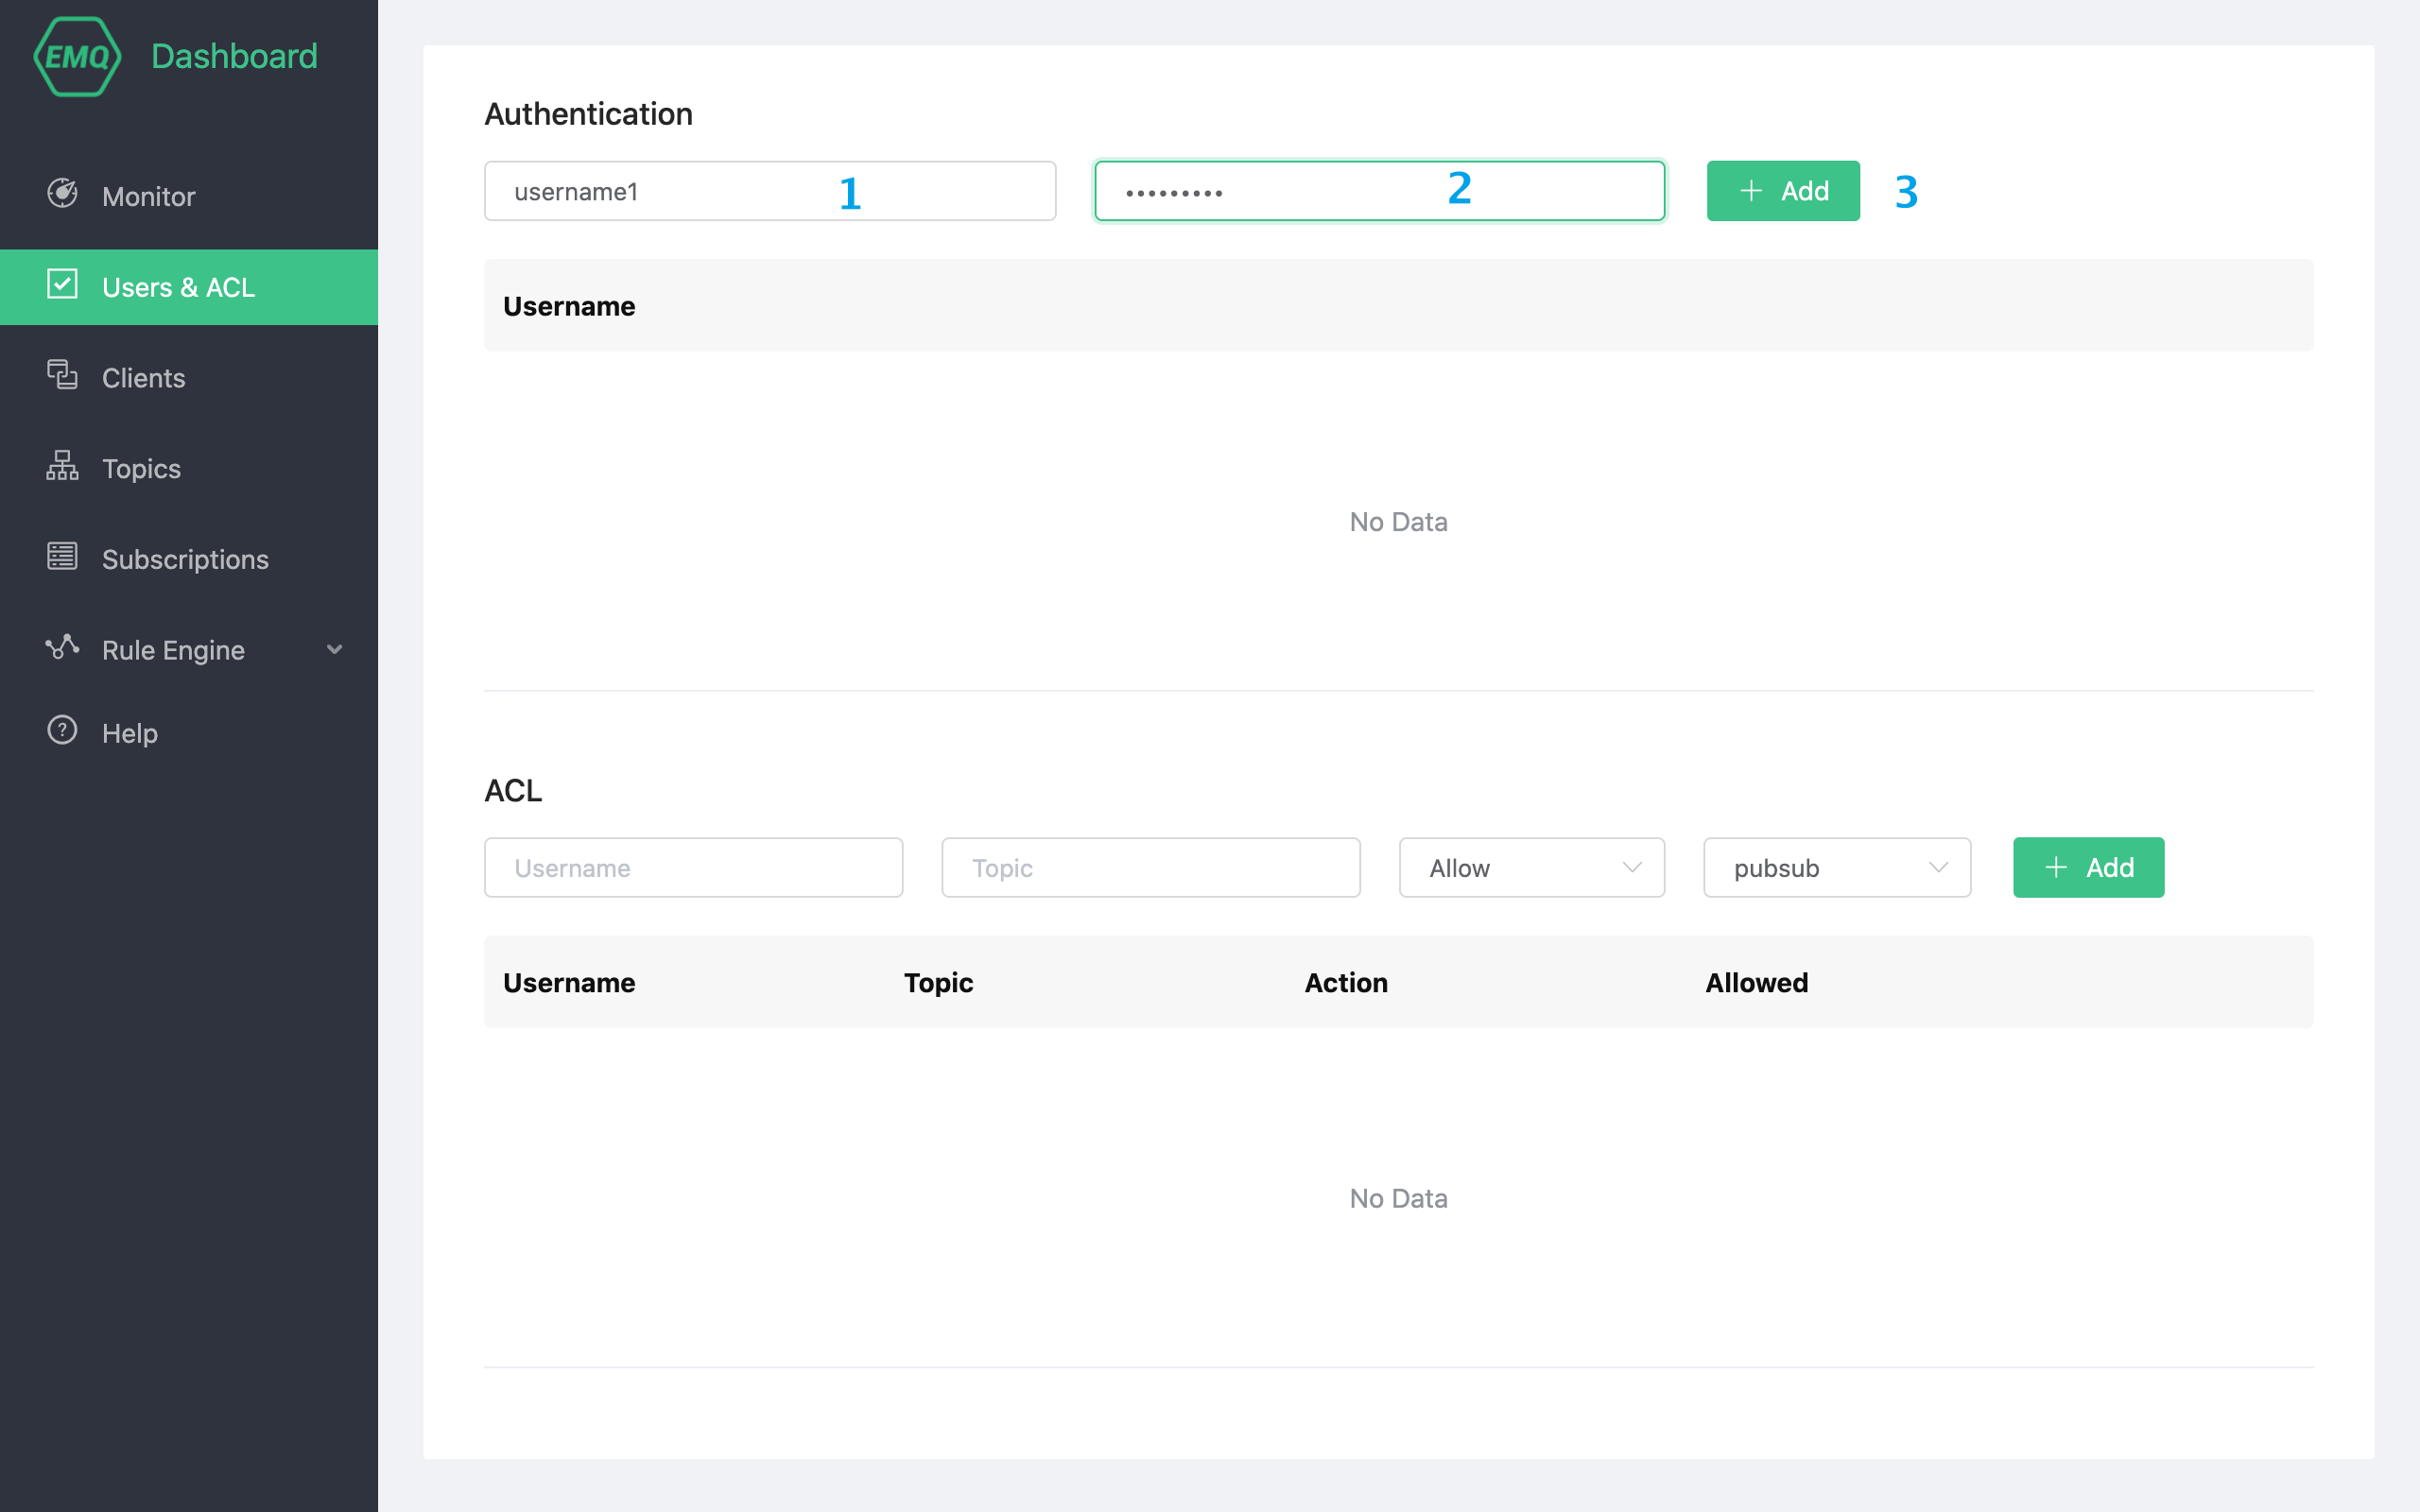 EMQ Dashboard
Monitor
Users & ACL
Clients
Topics
Subscriptions
Rule Engine
? Help
Authentication
username1 1 ••••••••• 2 + Add 3
Username
No Data
ACL
Username Topic Allow pubsub + Add
Username Topic Action Allowed
No Data